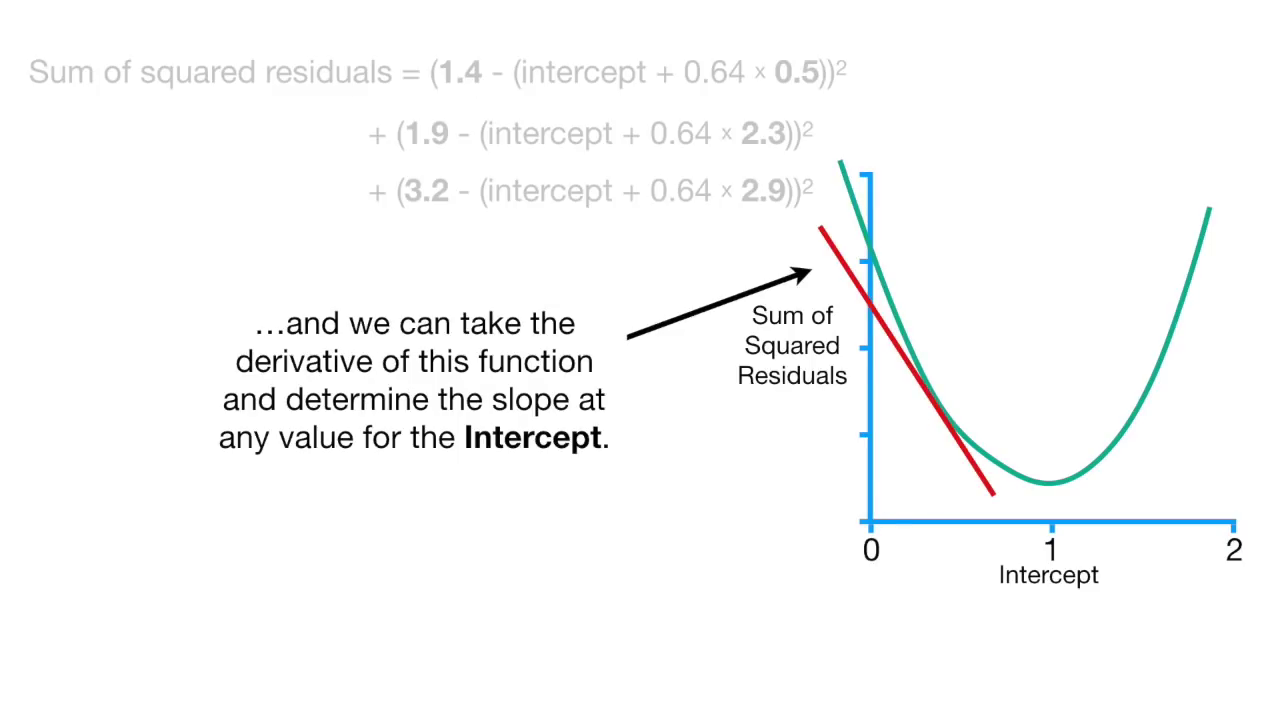 Sum of squared residuals = (1.4 - (intercept + 0.64 × 0.5))²
+ (1.9 - (intercept + 0.64 × 2.3))²
+ (3.2 - (intercept + 0.64 × 2.9))²
…and we can take the
derivative of this function
and determine the slope at
any value for the Intercept.
Sum of
Squared
Residuals
0 1 2
Intercept